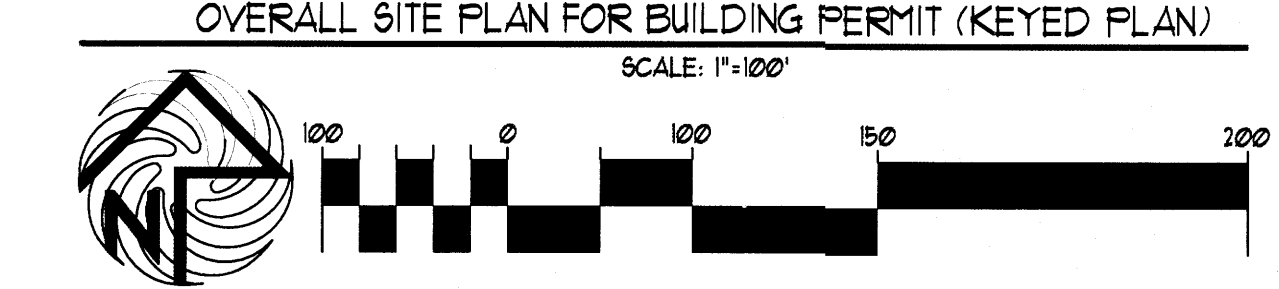 OVERALL SITE PLAN FOR BUILDING PERMIT (KEYED PLAN)
SCALE: 1"=100'
100 0 100 150 200
N